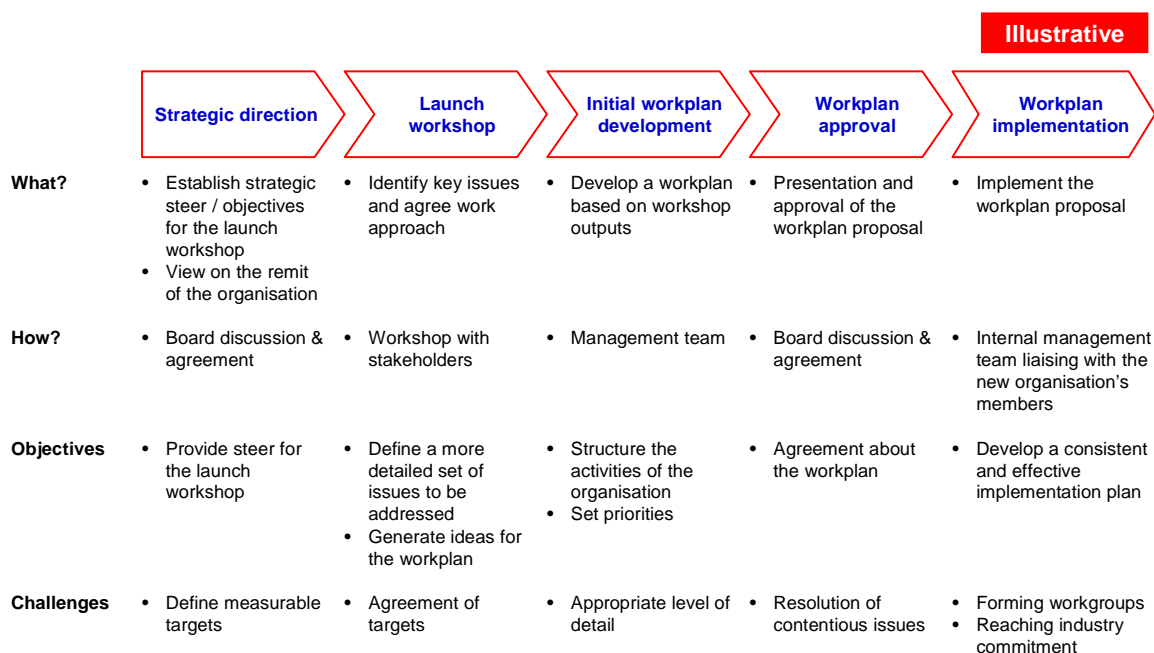 Illustrative
Strategic direction
Launch
workshop
Initial workplan
development
Workplan
approval
Workplan
implementation
What?
• Establish strategic
steer / objectives
for the launch
workshop
• View on the remit
of the organisation
• Identify key issues
and agree work
approach
• Develop a workplan
based on workshop
outputs
• Presentation and
approval of the
workplan proposal
• Implement the
workplan proposal
How?
• Board discussion &
agreement
• Workshop with
stakeholders
• Management team
• Board discussion &
agreement
• Internal management
team liaising with the
new organisation's
members
Objectives
• Provide steer for
the launch
workshop
• Define a more
detailed set of
issues to be
addressed
• Generate ideas for
the workplan
• Structure the
activities of the
organisation
• Set priorities
• Agreement about
the workplan
• Develop a consistent
and effective
implementation plan
Challenges
• Define measurable
targets
• Agreement of
targets
• Appropriate level of
detail
• Resolution of
contentious issues
• Forming workgroups
• Reaching industry
commitment